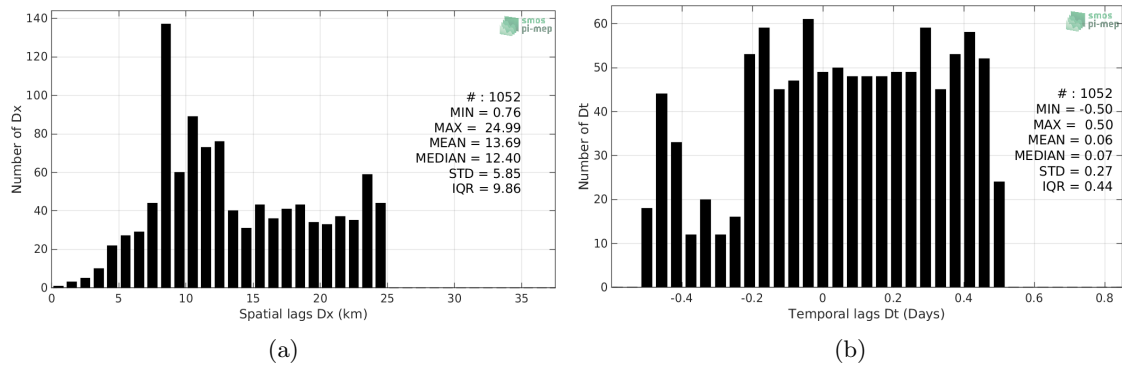 140
120
100
80
60
40
20
0
Number of Dx
smos
pi-mep
# : 1052
MIN = 0.76
MAX = 24.99
MEAN = 13.69
MEDIAN = 12.40
STD = 5.85
IQR = 9.86
0 5 10 15 20 25 30 35
Spatial lags Dx (km)
(a)
60
50
40
30
20
10
0
Number of Dt
smos
pi-mep
# : 1052
MIN = -0.50
MAX = 0.50
MEAN = 0.06
MEDIAN = 0.07
STD = 0.27
IQR = 0.44
-0.4 -0.2 0 0.2 0.4 0.6 0.8
Temporal lags Dt (Days)
(b)